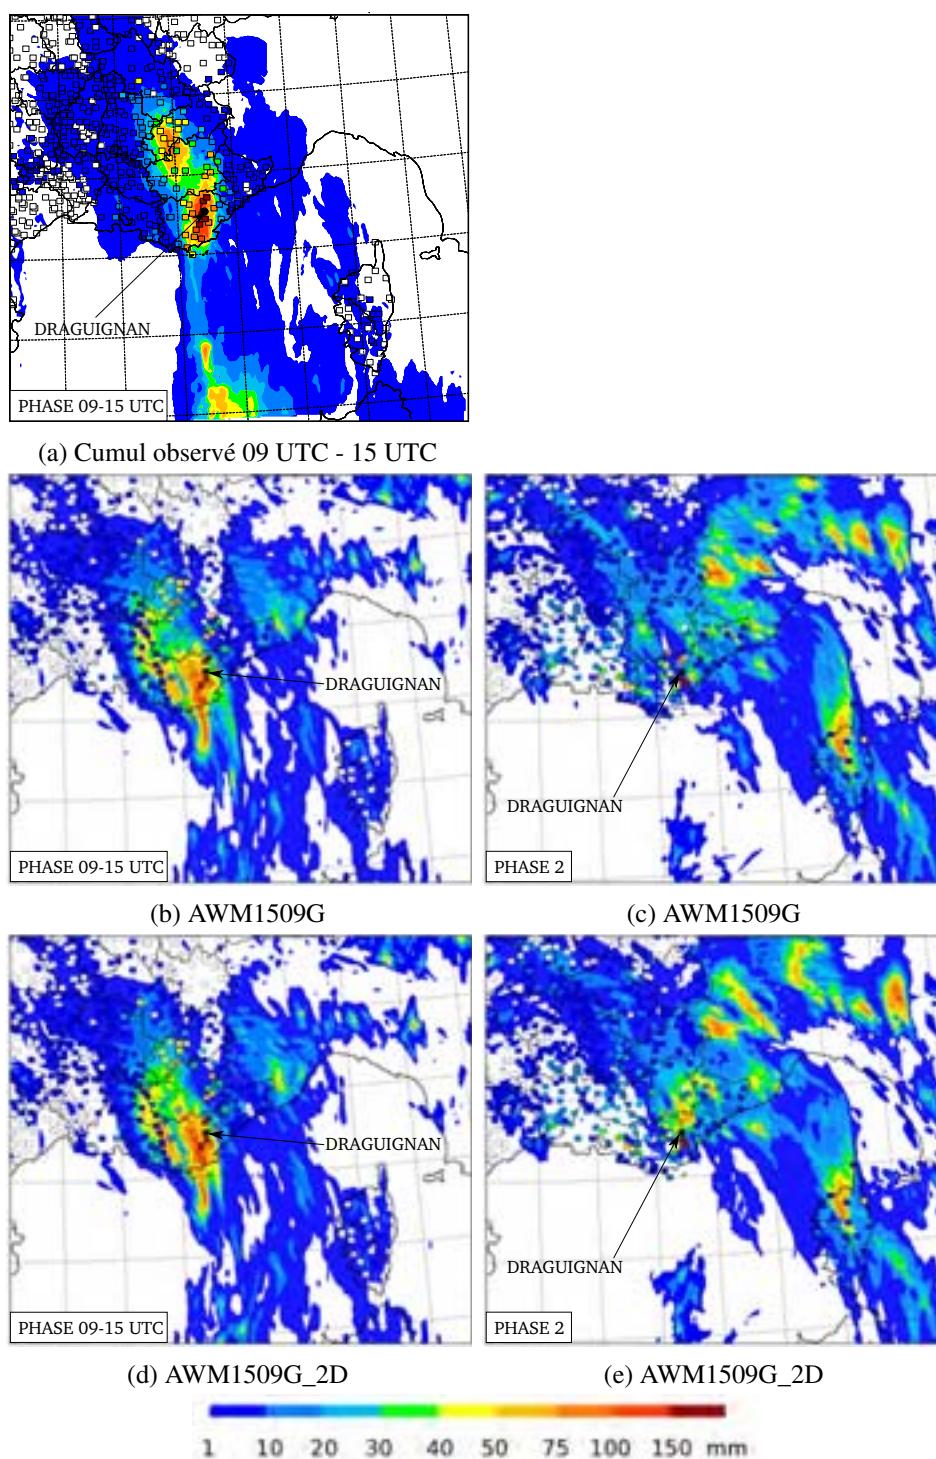 DRAGUIGNAN
PHASE 09-15 UTC
(a) Cumul observé 09 UTC - 15 UTC
DRAGUIGNAN
PHASE 09-15 UTC
(b) AWM1509G
DRAGUIGNAN
PHASE 2
(c) AWM1509G
DRAGUIGNAN
PHASE 09-15 UTC
(d) AWM1509G_2D
DRAGUIGNAN
PHASE 2
(e) AWM1509G_2D
1 10 20 30 40 50 75 100 150 mm